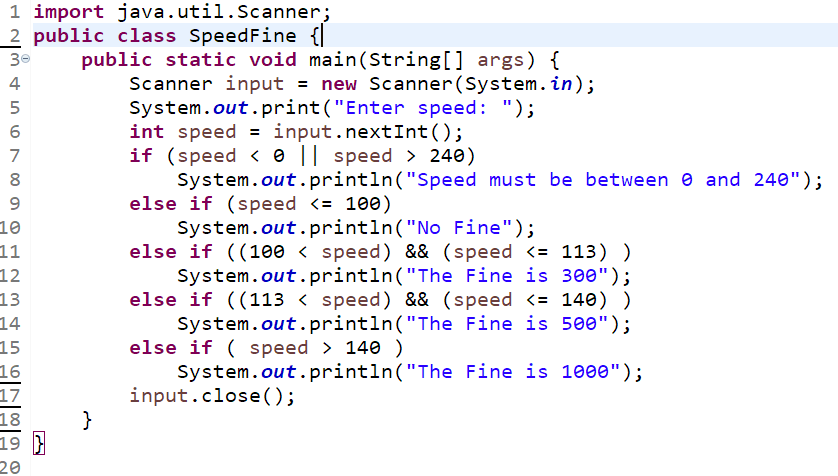 1 import java.util.Scanner;
2 public class SpeedFine {
3 public static void main(String[] args) {
4 Scanner input = new Scanner(System.in);
5 System.out.print("Enter speed: ");
6 int speed = input.nextInt();
7 if (speed < 0 || speed > 240)
8 System.out.println("Speed must be between 0 and 240");
9 else if (speed <= 100)
10 System.out.println("No Fine");
11 else if ((100 < speed) && (speed <= 113) )
12 System.out.println("The Fine is 300");
13 else if ((113 < speed) && (speed <= 140) )
14 System.out.println("The Fine is 500");
15 else if ( speed > 140 )
16 System.out.println("The Fine is 1000");
17 input.close();
18 }
19 }
20